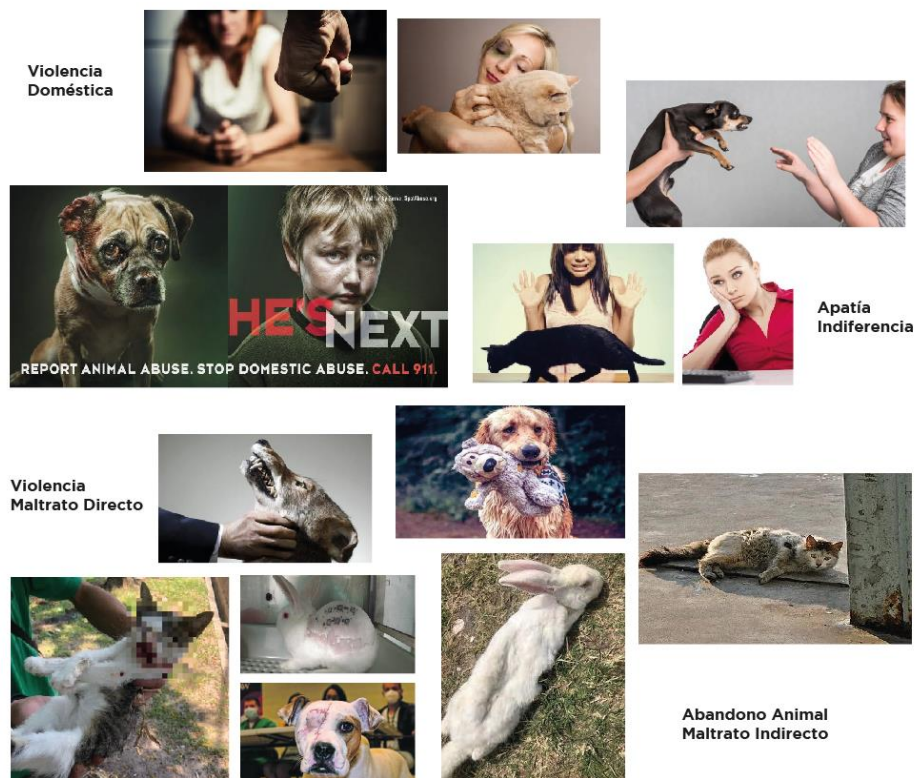 Violencia
Doméstica
HE'S
NEXT
REPORT ANIMAL ABUSE. STOP DOMESTIC ABUSE. CALL 911.
Apatía
Indiferencia
Violencia
Maltrato Directo
Abandono Animal
Maltrato Indirecto